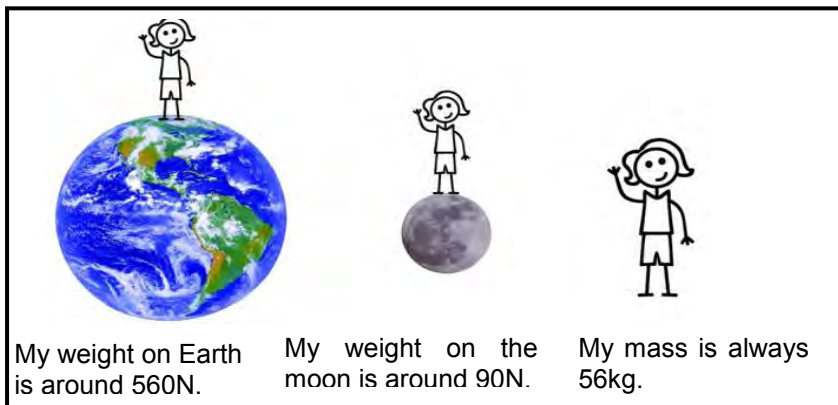 My weight on Earth
is around 560N.
My weight on the
moon is around 90N.
My mass is always
56kg.